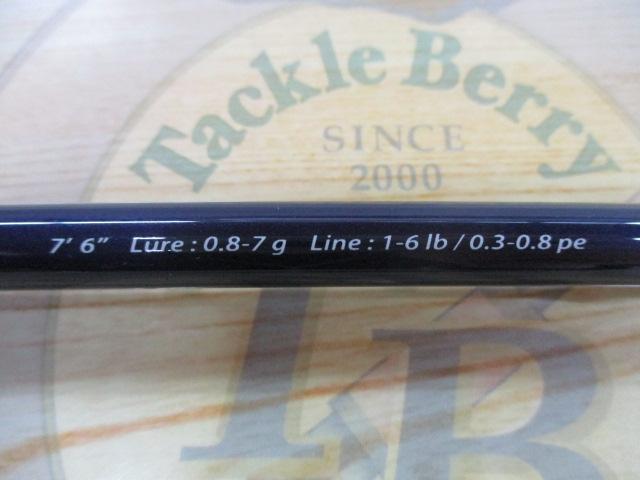 Tackle Berry
SINCE
2000
7' 6" Lure : 0.8-7 g Line : 1-6 lb / 0.3-0.8 pe
TB